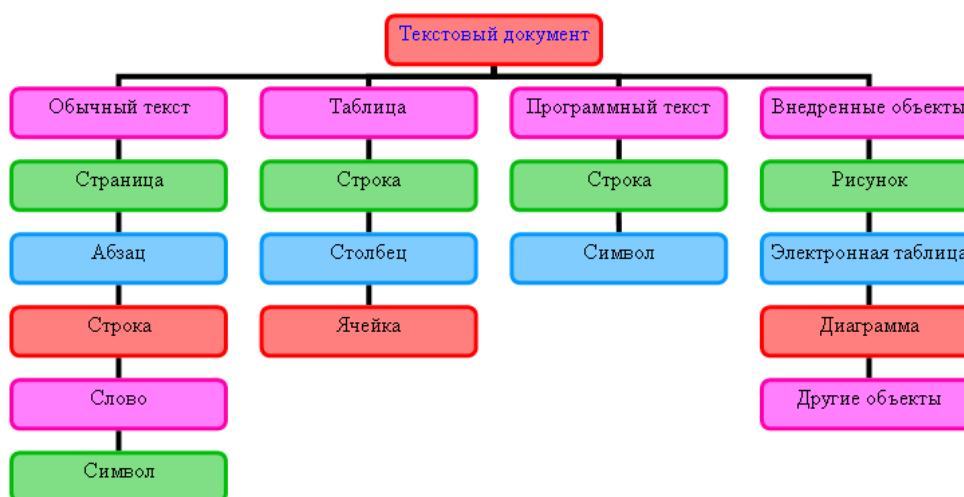 Текстовый документ
Обычный текст
Таблица
Программный текст
Внедренные объекты
Страница
Строка
Строка
Рисунок
Абзац
Столбец
Символ
Электронная таблица
Строка
Ячейка
Диаграмма
Слово
Другие объекты
Символ